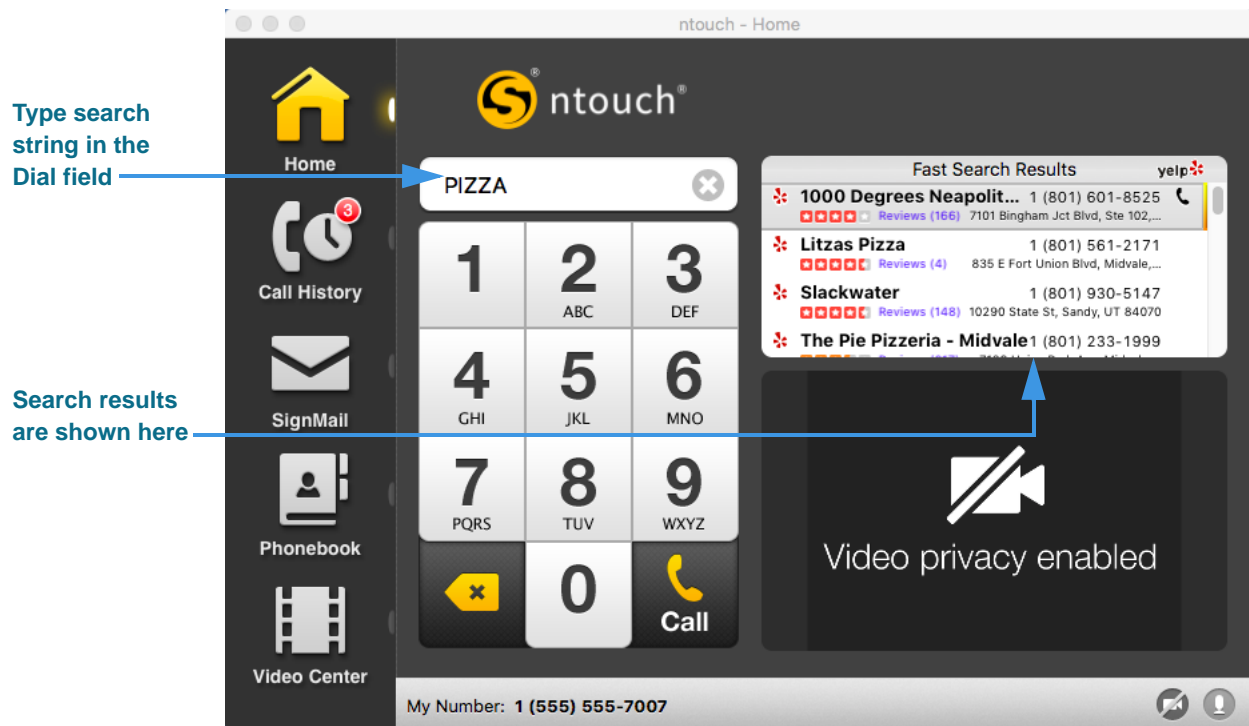 ntouch - Home
Type search
string in the
Dial field
Search results
are shown here
Home
3
Call History
SignMail
Phonebook
Video Center
® ntouch®
PIZZA
1
2
ABC
3
DEF
4
GHI
5
JKL
6
MNO
7
PQRS
8
TUV
9
WXYZ
0
Call
Fast Search Results yelp
1000 Degrees Neapolit... 1 (801) 601-8525
Reviews (166) 7101 Bingham Jct Blvd, Ste 102,...
Litzas Pizza 1 (801) 561-2171
Reviews (4) 835 E Fort Union Blvd, Midvale,...
Slackwater 1 (801) 930-5147
Reviews (148) 10290 State St, Sandy, UT 84070
The Pie Pizzeria - Midvale 1 (801) 233-1999
Video privacy enabled
My Number: 1 (555) 555-7007